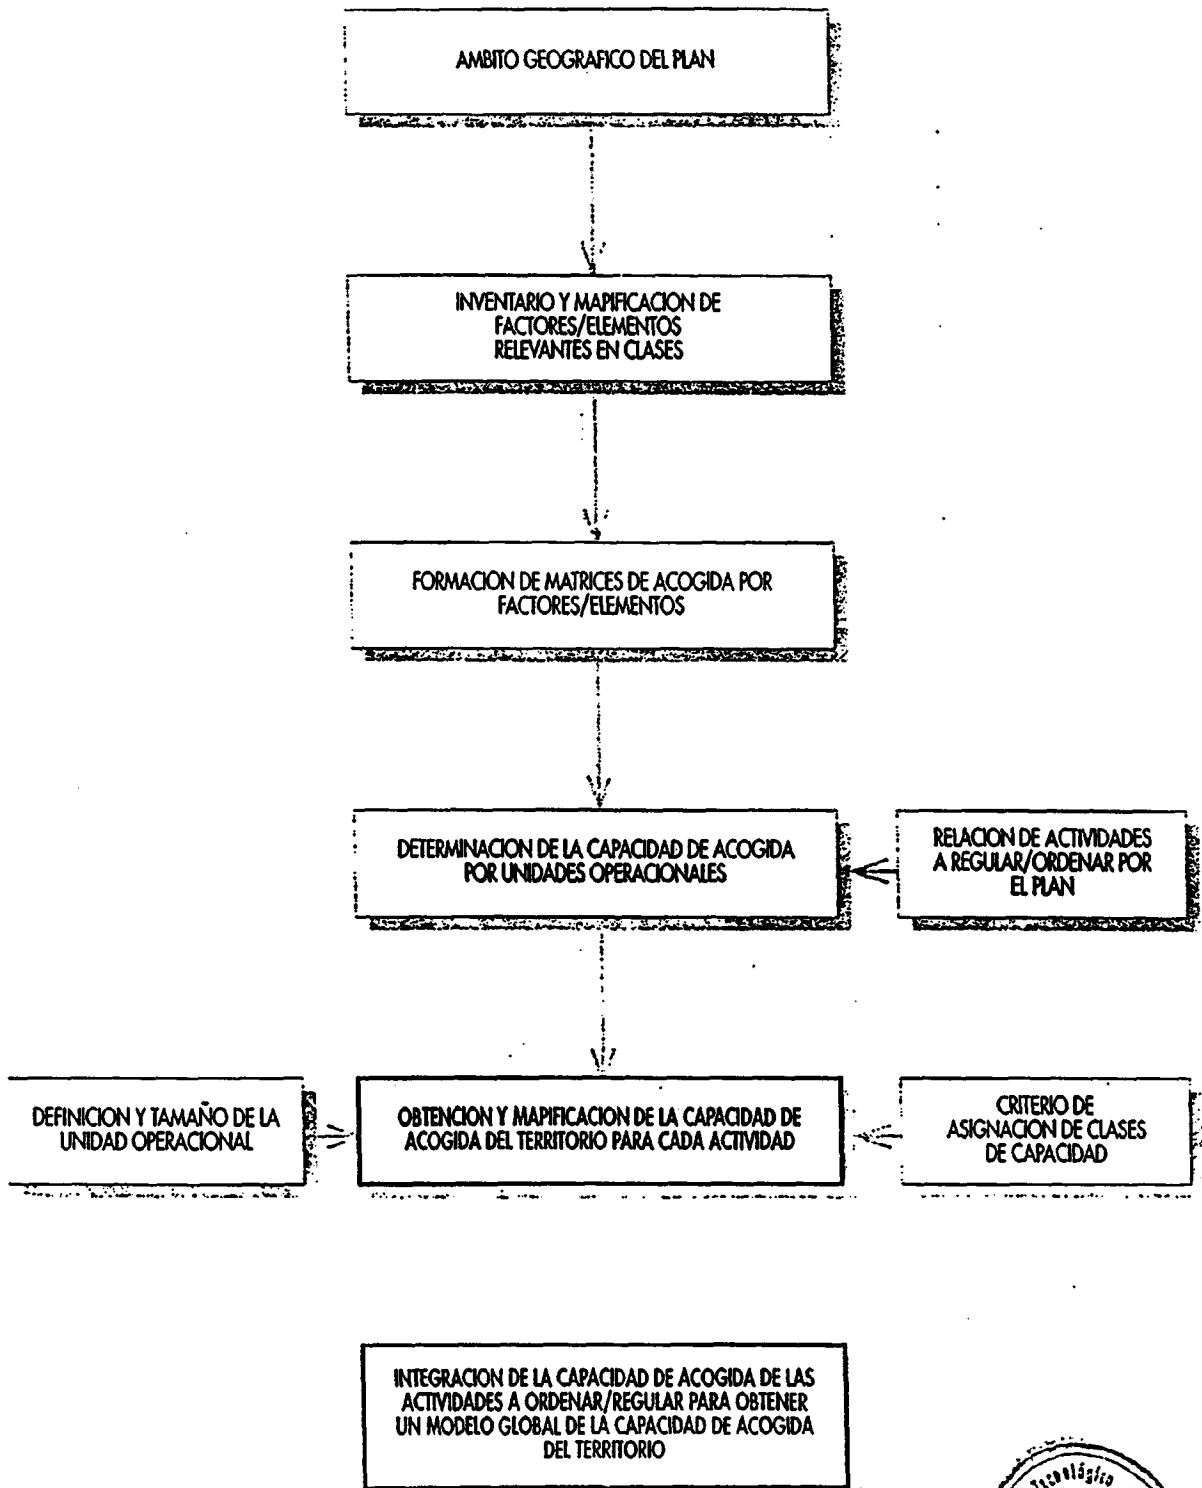 AMBITO GEOGRAFICO DEL PLAN
INVENTARIO Y MAPIFICACION DE
FACTORES/ELEMENTOS
RELEVANTES EN CLASES
FORMACION DE MATRICES DE ACOGIDA POR
FACTORES/ELEMENTOS
DETERMINACION DE LA CAPACIDAD DE ACOGIDA
POR UNIDADES OPERACIONALES
RELACION DE ACTIVIDADES
A REGULAR/ORDENAR POR
EL PLAN
DEFINICION Y TAMAÑO DE LA
UNIDAD OPERACIONAL
OBTENCION Y MAPIFICACION DE LA CAPACIDAD DE
ACOGIDA DEL TERRITORIO PARA CADA ACTIVIDAD
CRITERIO DE
ASIGNACION DE CLASES
DE CAPACIDAD
INTEGRACION DE LA CAPACIDAD DE ACOGIDA DE LAS
ACTIVIDADES A ORDENAR/REGULAR PARA OBTENER
UN MODELO GLOBAL DE LA CAPACIDAD DE ACOGIDA
DEL TERRITORIO
Tecnológico